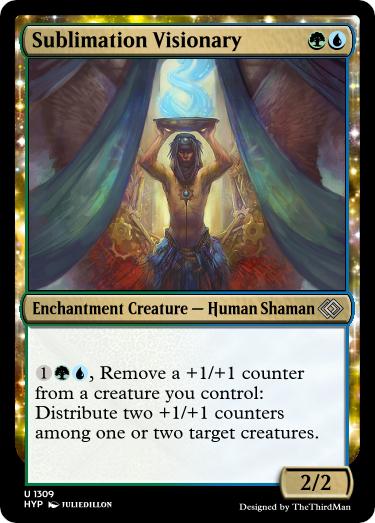 Sublimation Visionary
Enchantment Creature — Human Shaman
1, Remove a +1/+1 counter
from a creature you control:
Distribute two +1/+1 counters
among one or two target creatures.
2/2
U 1309
HYP JULIEDILLON
Designed by TheThirdMan